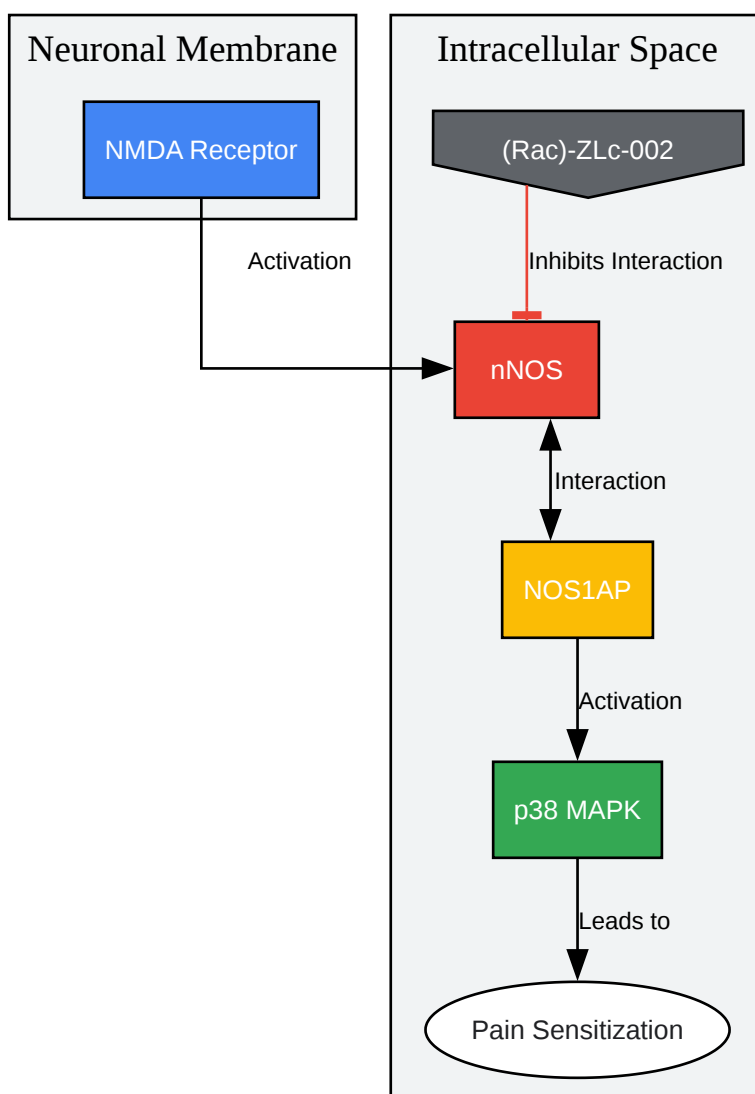 Neuronal Membrane
Intracellular Space
NMDA Receptor
(Rac)-ZLc-002
Activation
Inhibits Interaction
nNOS
Interaction
NOS1AP
Activation
p38 MAPK
Leads to
Pain Sensitization